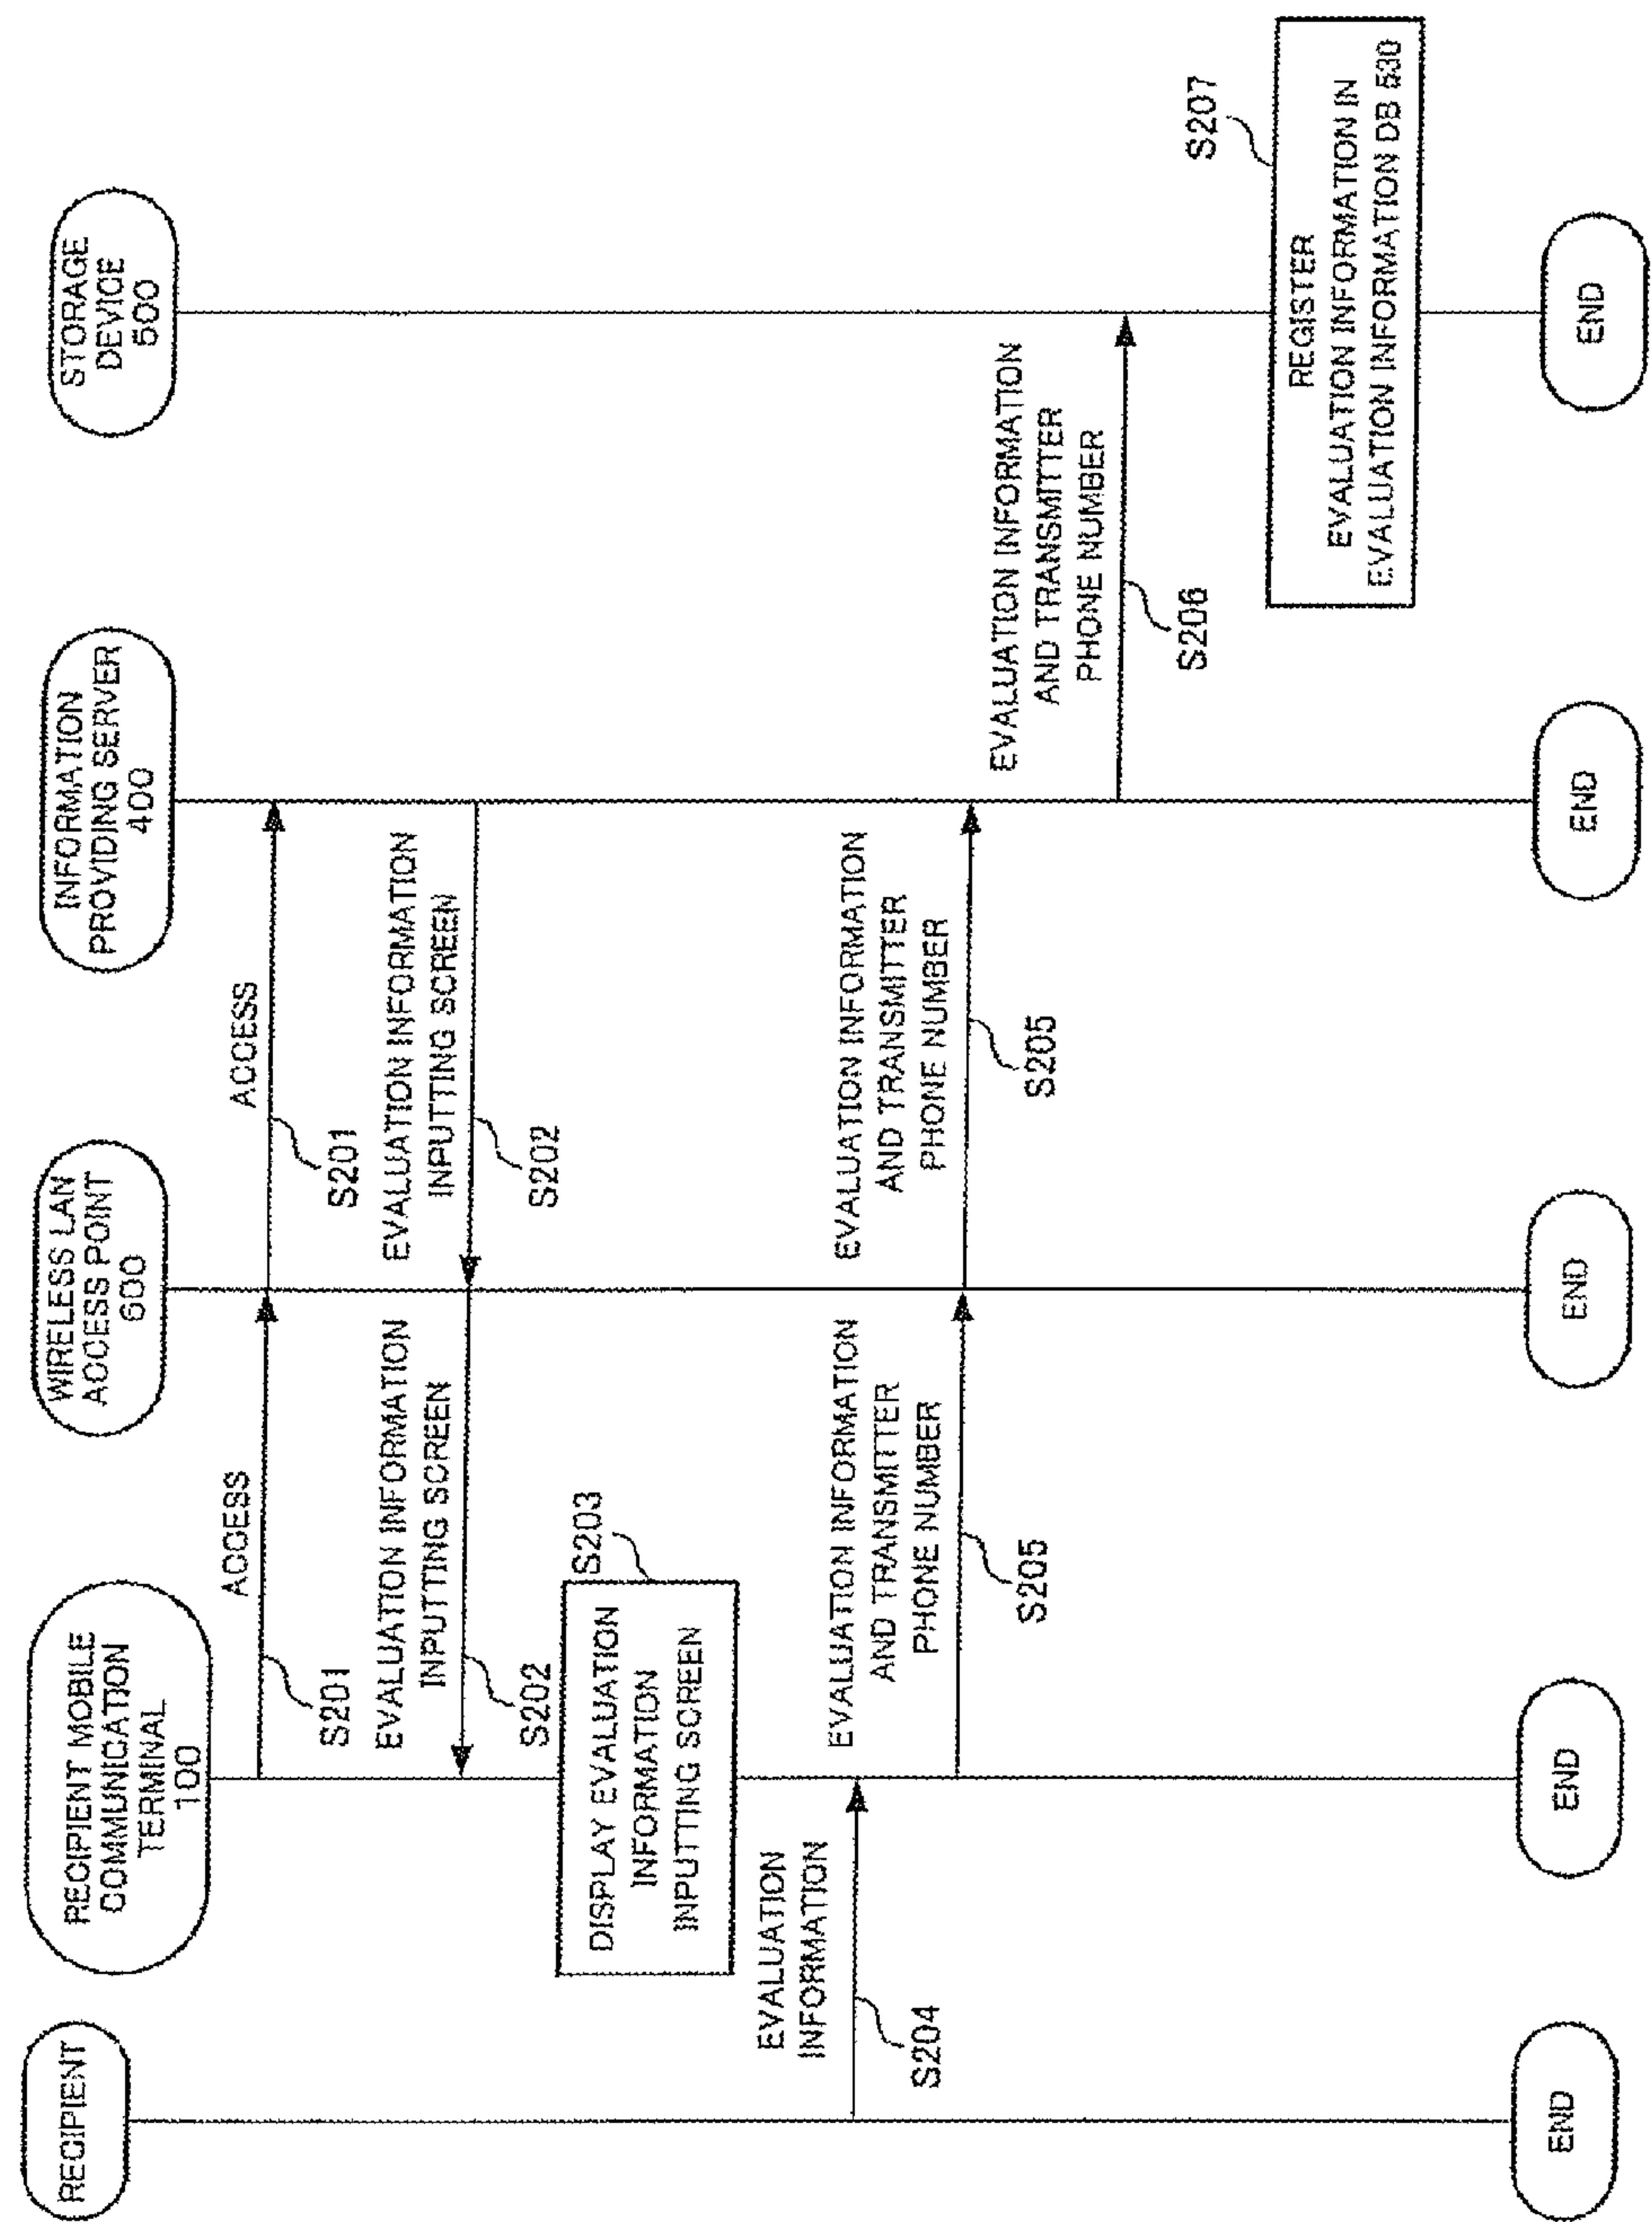 RECIPIENT
RECIPIENT MOBILE
COMMUNICATION
TERMINAL
100
WIRELESS LAN
ACCESS POINT
600
INFORMATION
PROVIDING SERVER
400
STORAGE
DEVICE
500
ACCESS
S201
ACCESS
S201
EVALUATION INFORMATION
INPUTTING SCREEN
S202
EVALUATION INFORMATION
INPUTTING SCREEN
S202
S203
DISPLAY EVALUATION
INFORMATION
INPUTTING SCREEN
EVALUATION
INFORMATION
S204
EVALUATION INFORMATION
AND TRANSMITTER
PHONE NUMBER
S205
EVALUATION INFORMATION
AND TRANSMITTER
PHONE NUMBER
S205
EVALUATION INFORMATION
AND TRANSMITTER
PHONE NUMBER
S206
S207
REGISTER
EVALUATION INFORMATION IN
EVALUATION INFORMATION DB 530
END
END
END
END
END